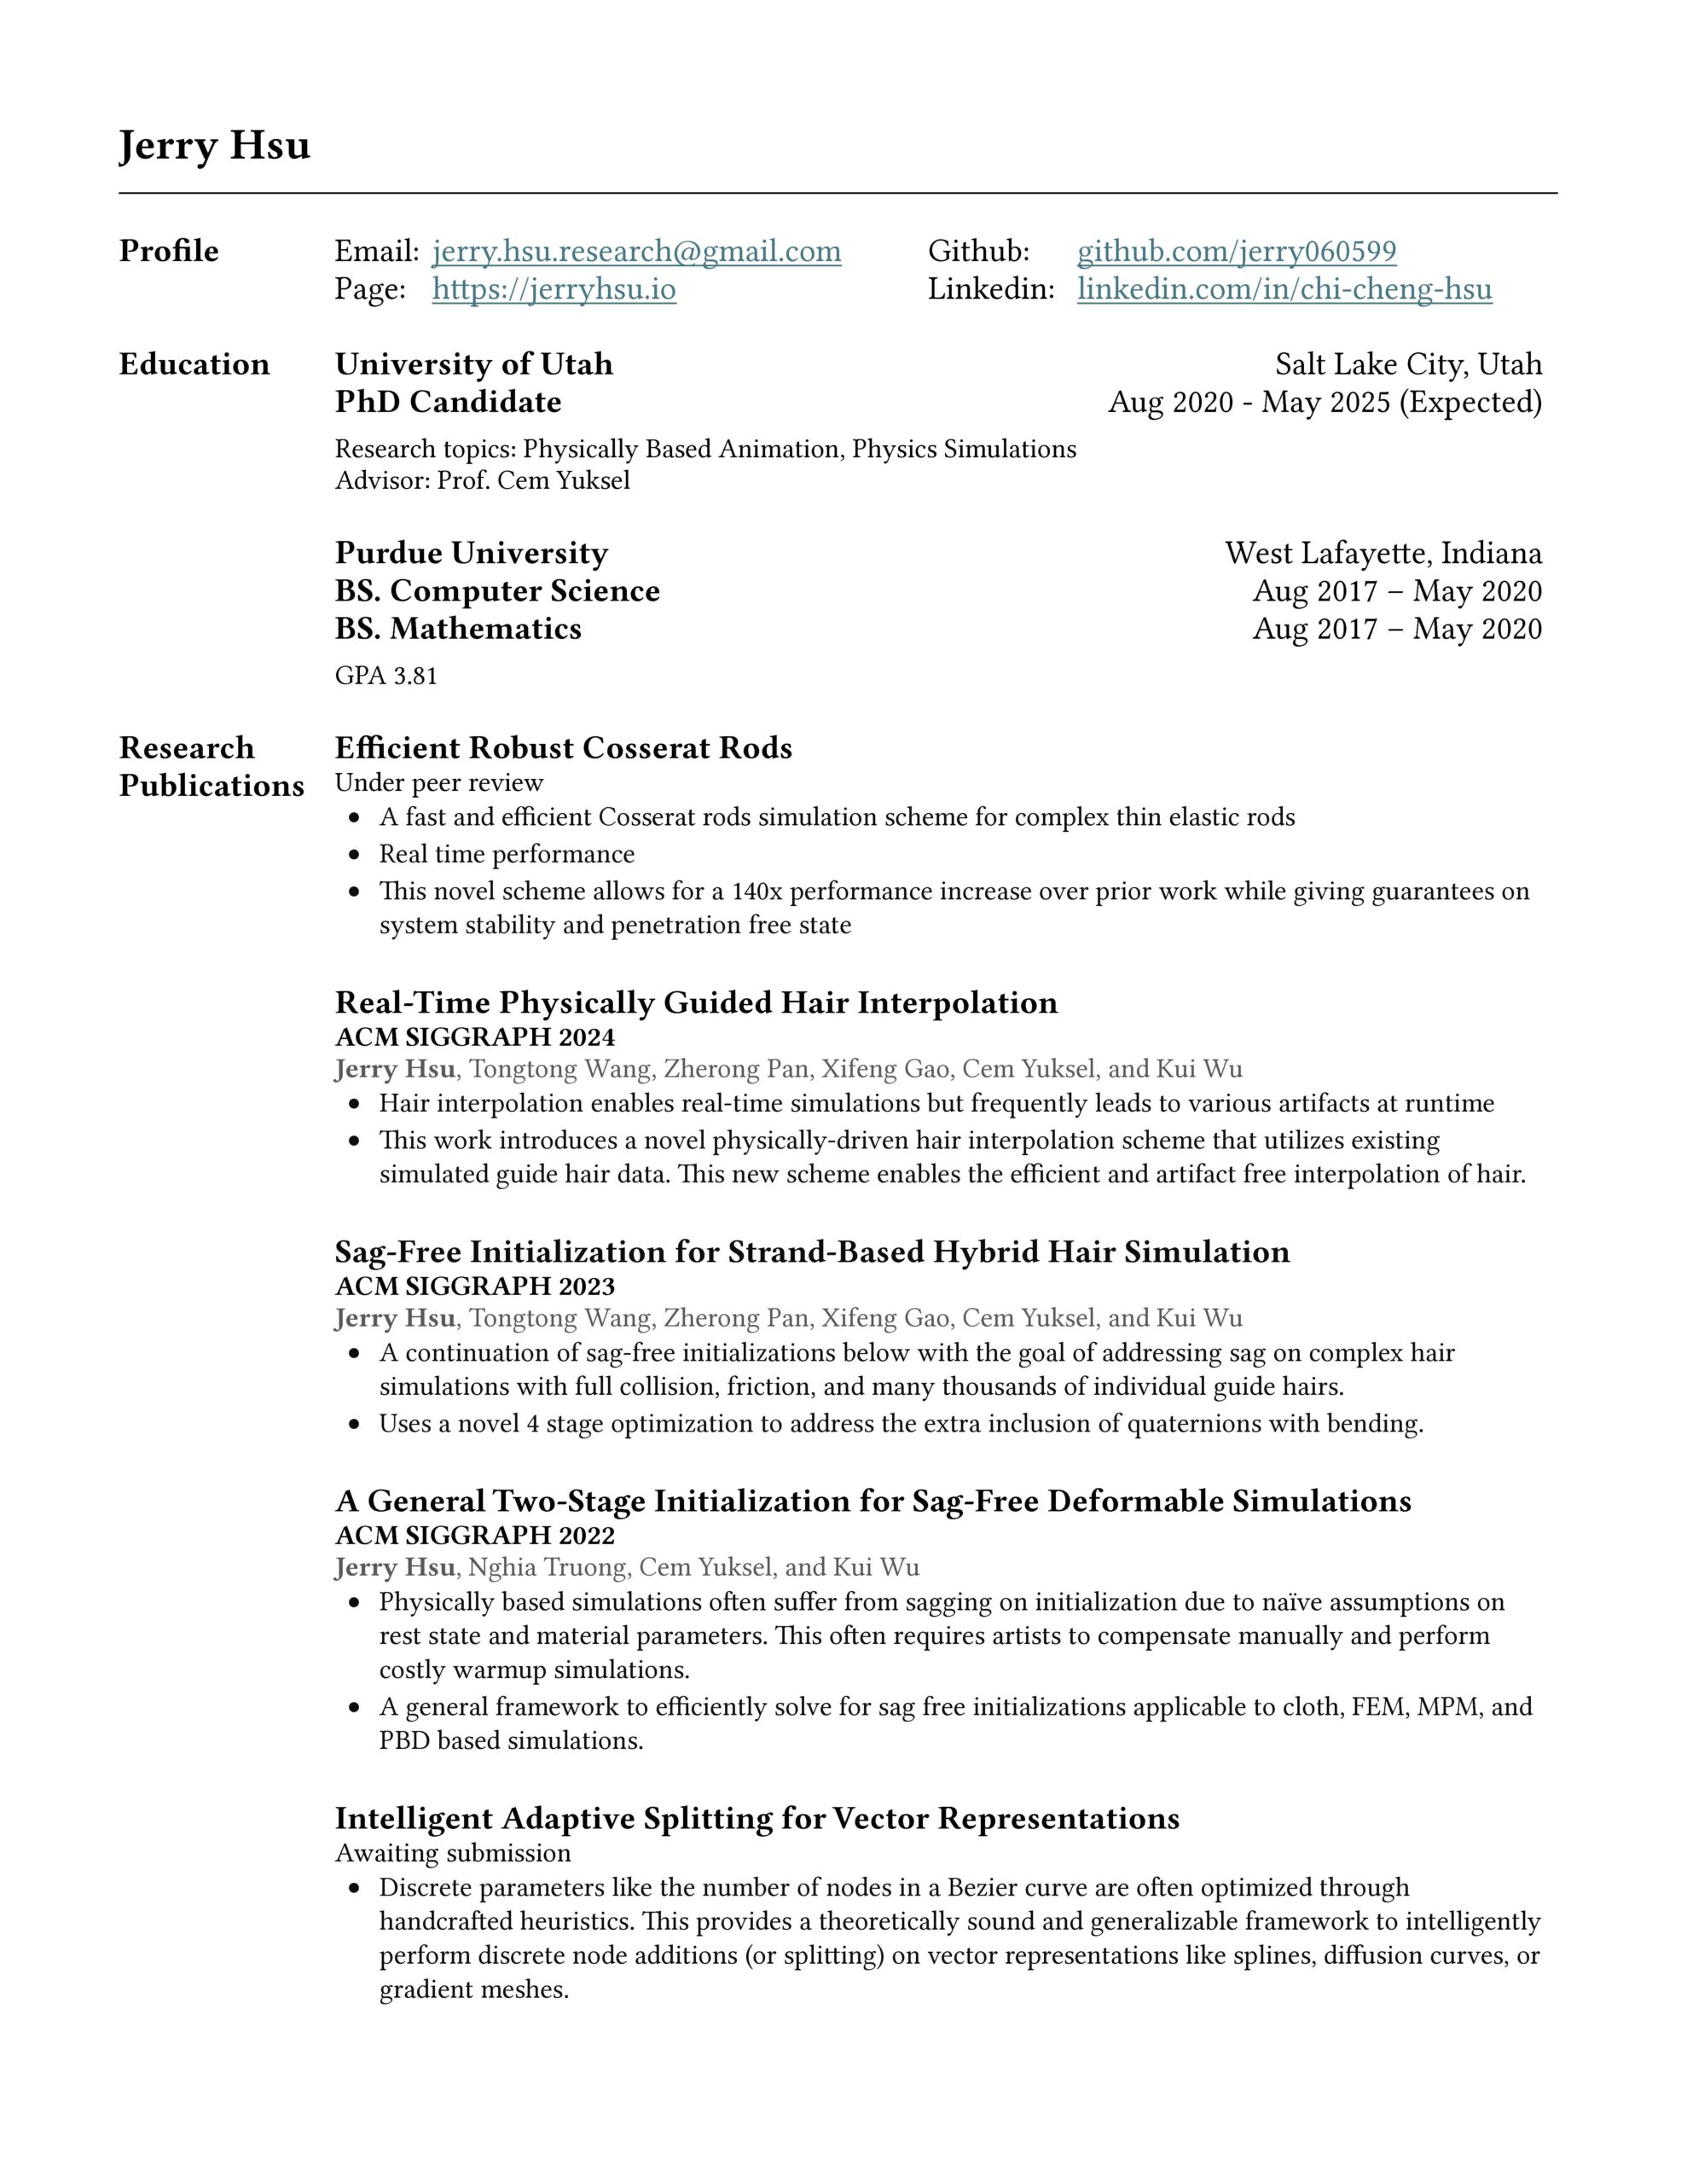 Jerry Hsu
Profile
Email: jerry.hsu.research@gmail.com Github: github.com/jerry060599
Page: https://jerryhsu.io Linkedin: linkedin.com/in/chi-cheng-hsu
Education
University of Utah Salt Lake City, Utah
PhD Candidate Aug 2020 - May 2025 (Expected)
Research topics: Physically Based Animation, Physics Simulations
Advisor: Prof. Cem Yuksel
Purdue University West Lafayette, Indiana
BS. Computer Science Aug 2017 – May 2020
BS. Mathematics Aug 2017 – May 2020
GPA 3.81
Research
Publications
Efficient Robust Cosserat Rods
Under peer review
• A fast and efficient Cosserat rods simulation scheme for complex thin elastic rods
• Real time performance
• This novel scheme allows for a 140x performance increase over prior work while giving guarantees on
system stability and penetration free state
Real-Time Physically Guided Hair Interpolation
ACM SIGGRAPH 2024
Jerry Hsu, Tongtong Wang, Zherong Pan, Xifeng Gao, Cem Yuksel, and Kui Wu
• Hair interpolation enables real-time simulations but frequently leads to various artifacts at runtime
• This work introduces a novel physically-driven hair interpolation scheme that utilizes existing
simulated guide hair data. This new scheme enables the efficient and artifact free interpolation of hair.
Sag-Free Initialization for Strand-Based Hybrid Hair Simulation
ACM SIGGRAPH 2023
Jerry Hsu, Tongtong Wang, Zherong Pan, Xifeng Gao, Cem Yuksel, and Kui Wu
• A continuation of sag-free initializations below with the goal of addressing sag on complex hair
simulations with full collision, friction, and many thousands of individual guide hairs.
• Uses a novel 4 stage optimization to address the extra inclusion of quaternions with bending.
A General Two-Stage Initialization for Sag-Free Deformable Simulations
ACM SIGGRAPH 2022
Jerry Hsu, Nghia Truong, Cem Yuksel, and Kui Wu
• Physically based simulations often suffer from sagging on initialization due to naïve assumptions on
rest state and material parameters. This often requires artists to compensate manually and perform
costly warmup simulations.
• A general framework to efficiently solve for sag free initializations applicable to cloth, FEM, MPM, and
PBD based simulations.
Intelligent Adaptive Splitting for Vector Representations
Awaiting submission
• Discrete parameters like the number of nodes in a Bezier curve are often optimized through
handcrafted heuristics. This provides a theoretically sound and generalizable framework to intelligently
perform discrete node additions (or splitting) on vector representations like splines, diffusion curves, or
gradient meshes.